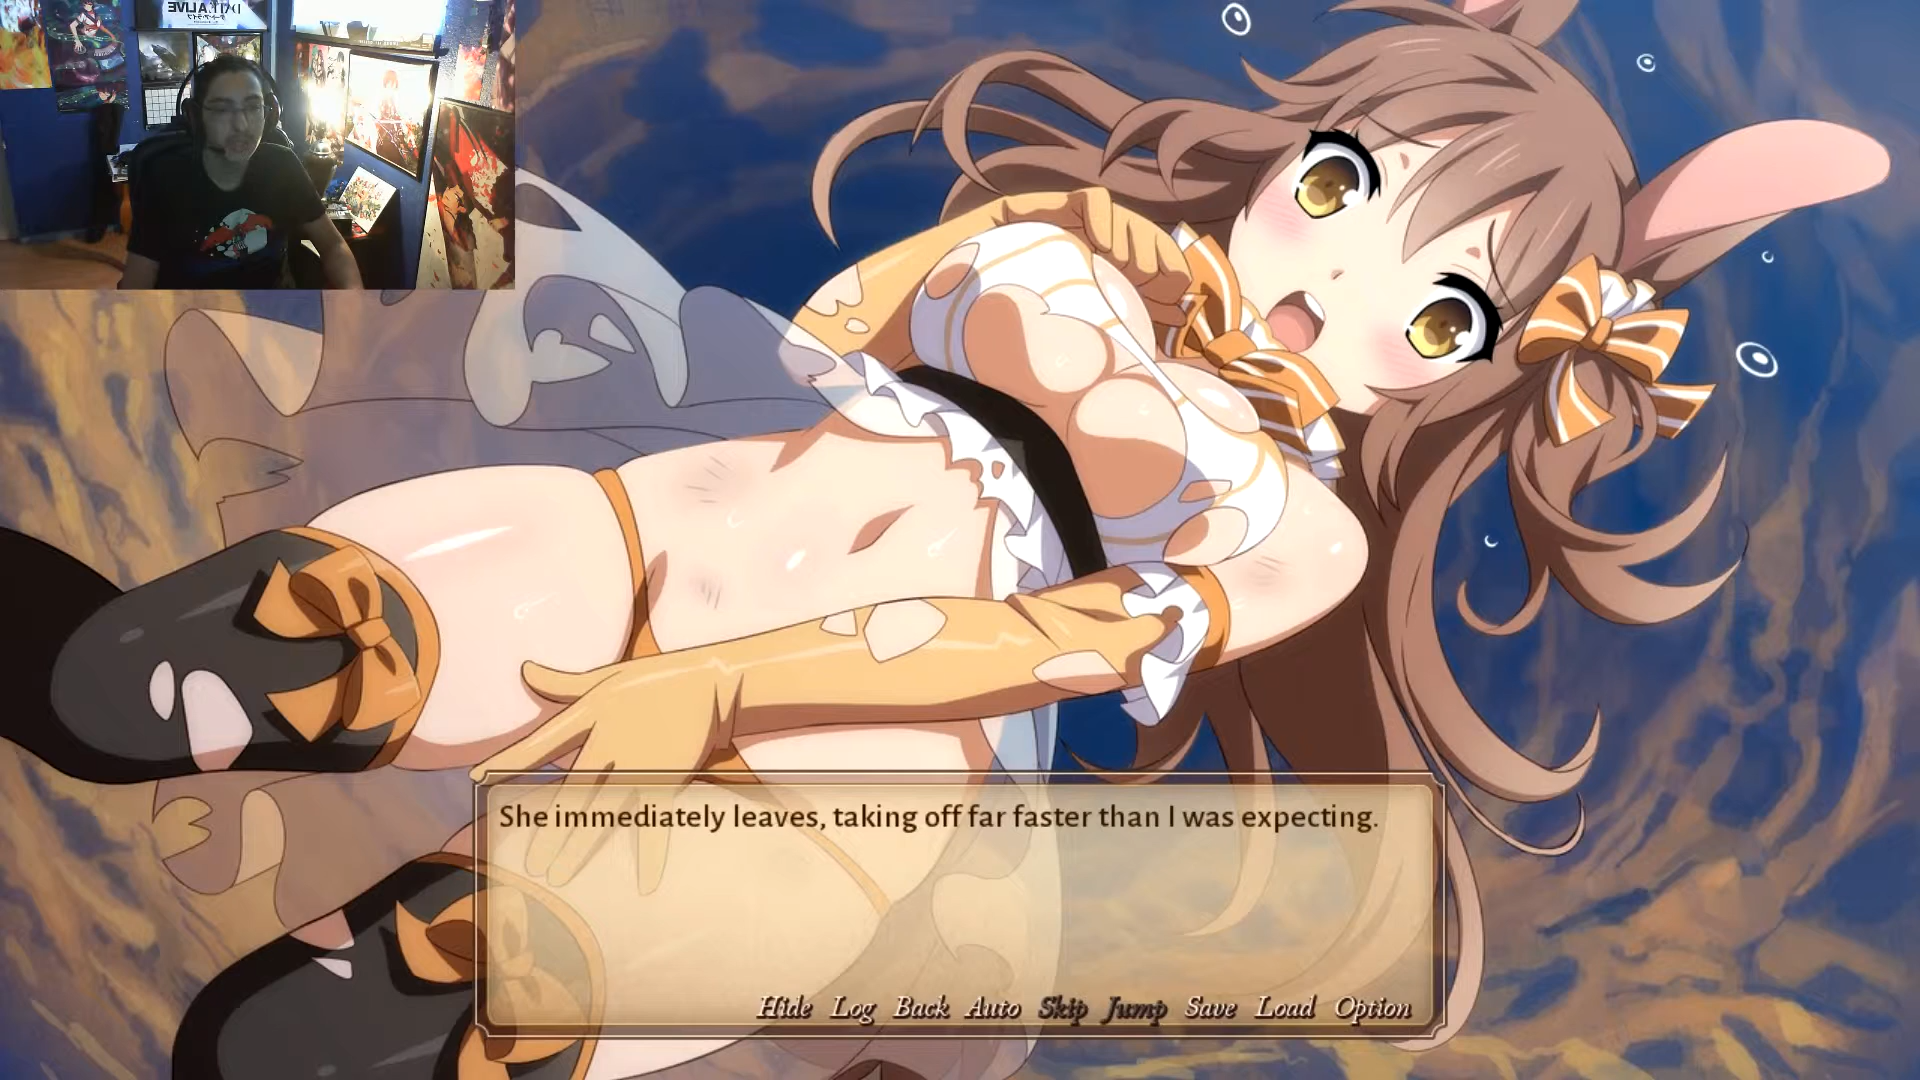 She immediately leaves, taking off far faster than I was expecting.
Hide Log Back Auto Skip Jump Save Load Option